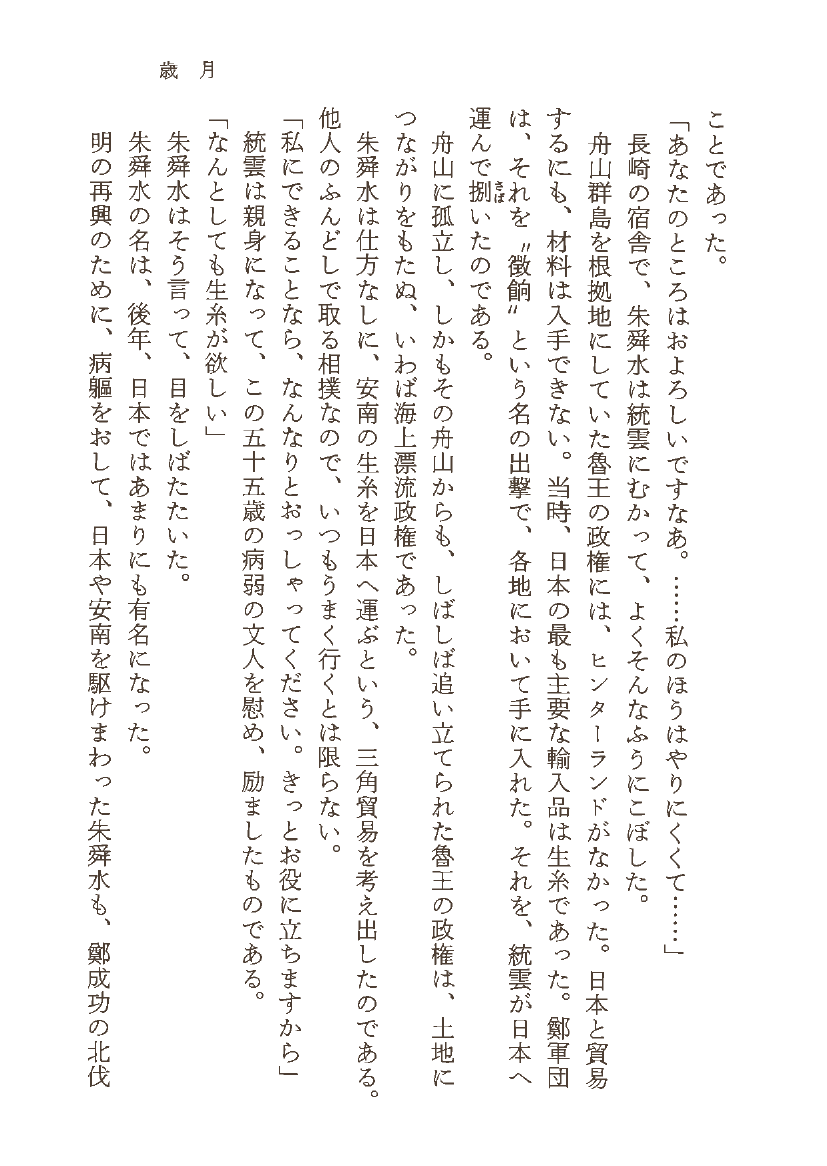 歳月
ことであった。
「あなたのところはおよろしいですなあ。……私のほうはやりにくくて……」
長崎の宿舎で、朱舜水は統雲にむかって、よくそんなふうにこぼした。
舟山群島を根拠地にしていた魯王の政権には、ヒンターランドがなかった。日本と貿易
するにも、材料は入手できない。当時、日本の最も主要な輸入品は生糸であった。鄭軍団
は、それを〝徴餉〟という名の出撃で、各地において手に入れた。それを、統雲が日本へ
運んで捌いたのである。
舟山に孤立し、しかもその舟山からも、しばしば追い立てられた魯王の政権は、土地に
つながりをもたぬ、いわば海上漂流政権であった。
朱舜水は仕方なしに、安南の生糸を日本へ運ぶという、三角貿易を考え出したのである。
他人のふんどしで取る相撲なので、いつもうまく行くとは限らない。
「私にできることなら、なんなりとおっしゃってください。きっとお役に立ちますから」
統雲は親身になって、この五十五歳の病弱の文人を慰め、励ましたものである。
「なんとしても生糸が欲しい」
朱舜水はそう言って、目をしばたたいた。
朱舜水の名は、後年、日本ではあまりにも有名になった。
明の再興のために、病軀をおして、日本や安南を駆けまわった朱舜水も、鄭成功の北伐